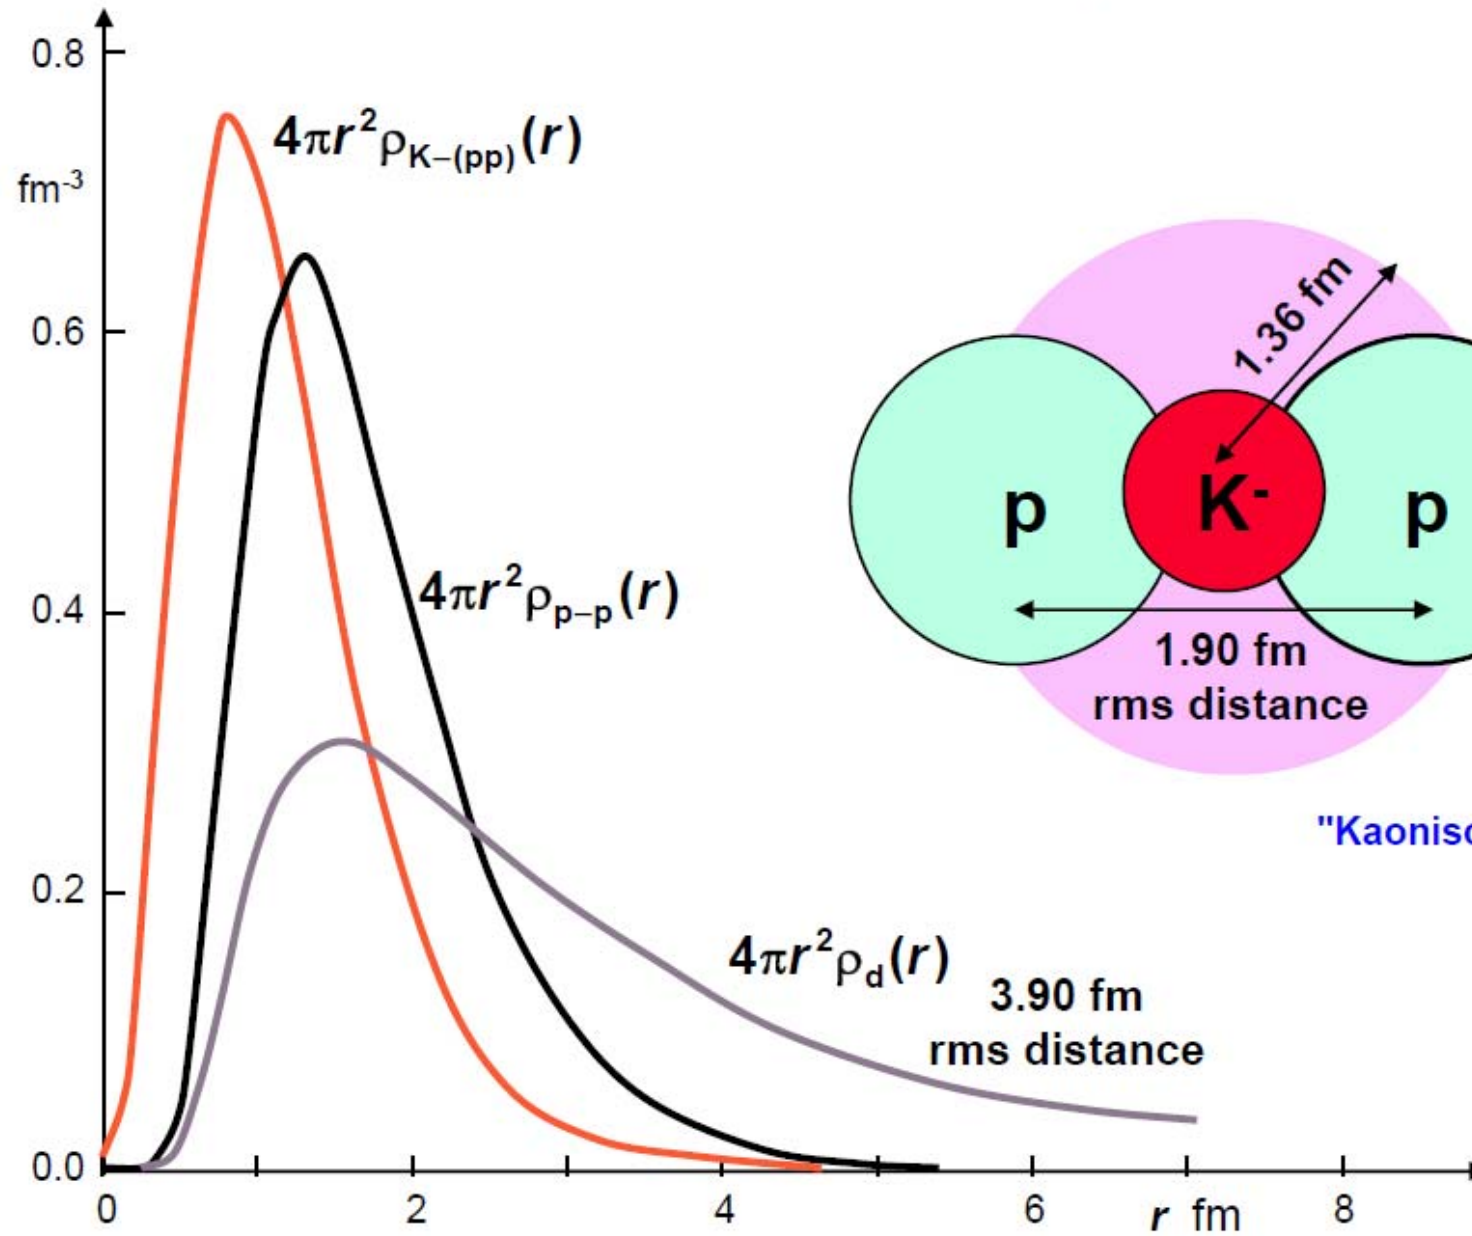 0.8
4πr²ρK−(pp)(r)
fm-3
0.6
0.4
0.2
0.0
4πr²ρp−p(r)
4πr²ρd(r)
3.90 fm
rms distance
0
2
4
6
r fm
8
1.36 fm
p
K-
p
1.90 fm
rms distance
"Kaonisc